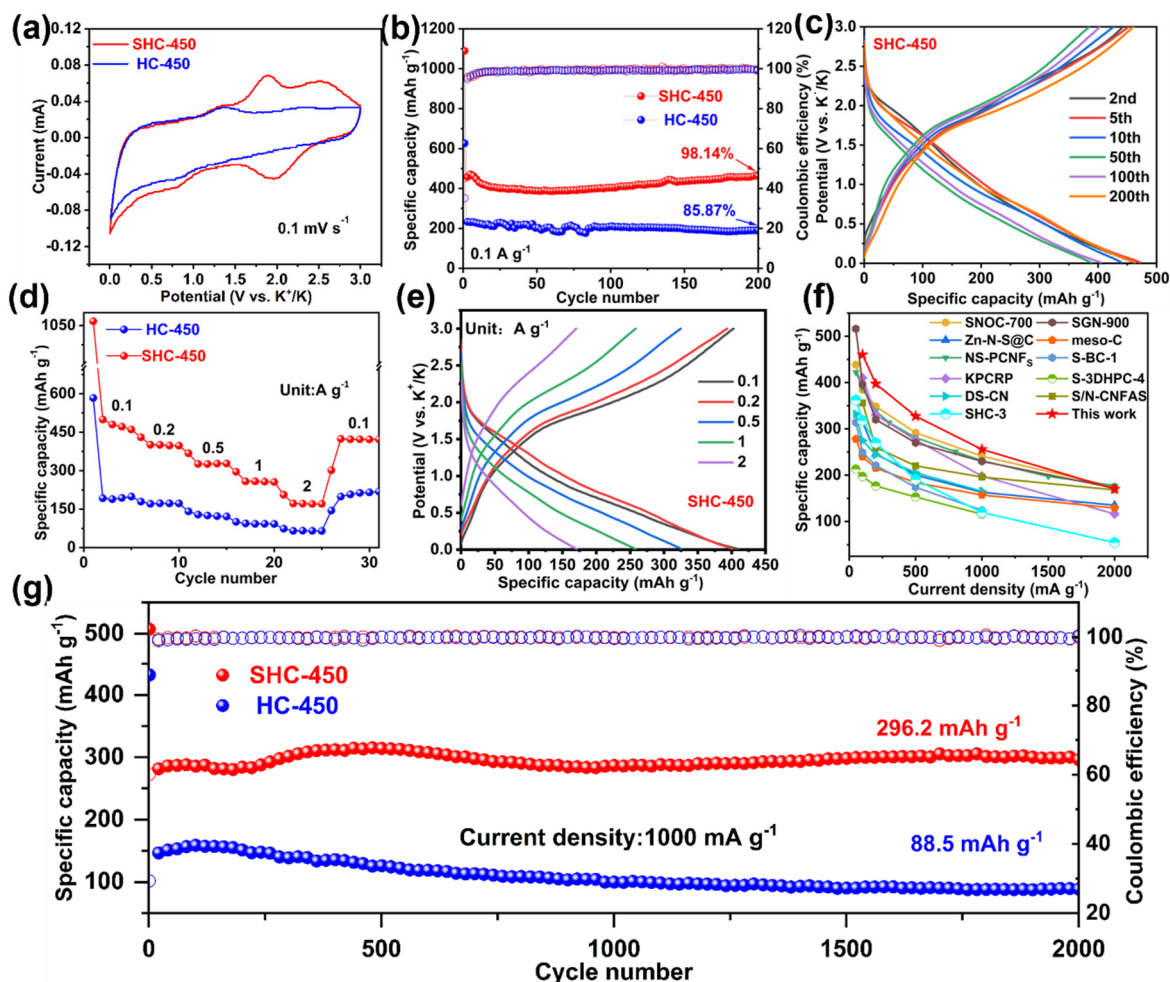 (a)
0.12
0.08
0.04
0.00
-0.04
-0.08
-0.12
Current (mA)
SHC-450
HC-450
0.1 mV s⁻¹
0.0 0.5 1.0 1.5 2.0 2.5 3.0
Potential (V vs. K⁺/K)
(b)
1200
1000
800
600
400
200
0
Specific capacity (mAh g⁻¹)
SHC-450
HC-450
98.14%
85.87%
0.1 A g⁻¹
0 50 100 150 200
Cycle number
120
100
80
60
40
20
0
Coulombic efficiency (%)
(c)
3.0
2.5
2.0
1.5
1.0
0.5
0.0
Potential (V vs. K⁺/K)
SHC-450
2nd
5th
10th
50th
100th
200th
0 100 200 300 400 500
Specific capacity (mAh g⁻¹)
(d)
1050
600
450
300
150
0
Specific capacity (mAh g⁻¹)
HC-450
SHC-450
Unit:A g⁻¹
0.1
0.2
0.5
1
2
0.1
0 10 20 30
Cycle number
(e)
3.0
2.5
2.0
1.5
1.0
0.5
0.0
Potential (V vs. K⁺/K)
Unit: A g⁻¹
0.1
0.2
0.5
1
2
SHC-450
0 50 100 150 200 250 300 350 400 450
Specific capacity (mAh g⁻¹)
(f)
500
400
300
200
100
Specific capacity (mAh g⁻¹)
SNOC-700 SGN-900
Zn-N-S@C meso-C
NS-PCNFs S-BC-1
KPCRP S-3DHPC-4
DS-CN S/N-CNFAS
SHC-3 This work
0 500 1000 1500 2000
Current density (mA g⁻¹)
(g)
500
450
400
350
300
250
200
150
100
Specific capacity (mAh g⁻¹)
SHC-450
HC-450
296.2 mAh g⁻¹
Current density:1000 mA g⁻¹
88.5 mAh g⁻¹
100
80
60
40
20
Coulombic efficiency (%)
0 500 1000 1500 2000
Cycle number